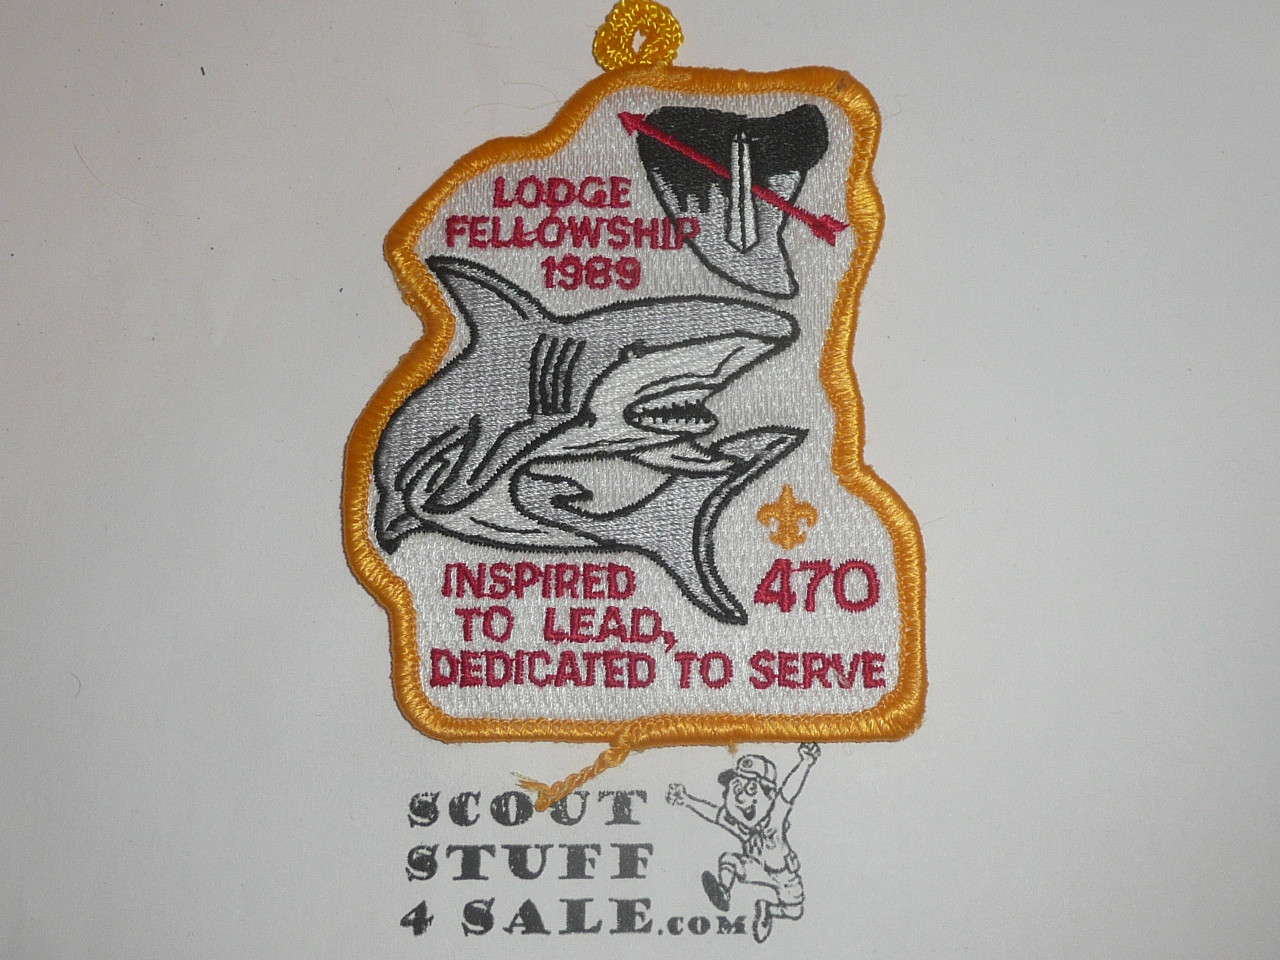 LODGE
FELLOWSHIP
1989
INSPIRED
TO LEAD,
DEDICATED TO SERVE
470
SCOUT
STUFF
4 SALE.COM